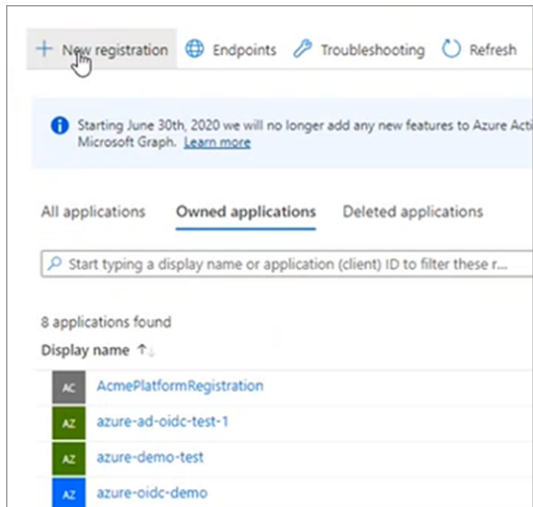 New registration Endpoints Troubleshooting Refresh
Starting June 30th, 2020 we will no longer add any new features to Azure Acti
Microsoft Graph. Learn more
All applications Owned applications Deleted applications
Start typing a display name or application (client) ID to filter these r...
8 applications found
Display name
AC AcmePlatformRegistration
AZ azure-ad-oidc-test-1
AZ azure-demo-test
AZ azure-oidc-demo